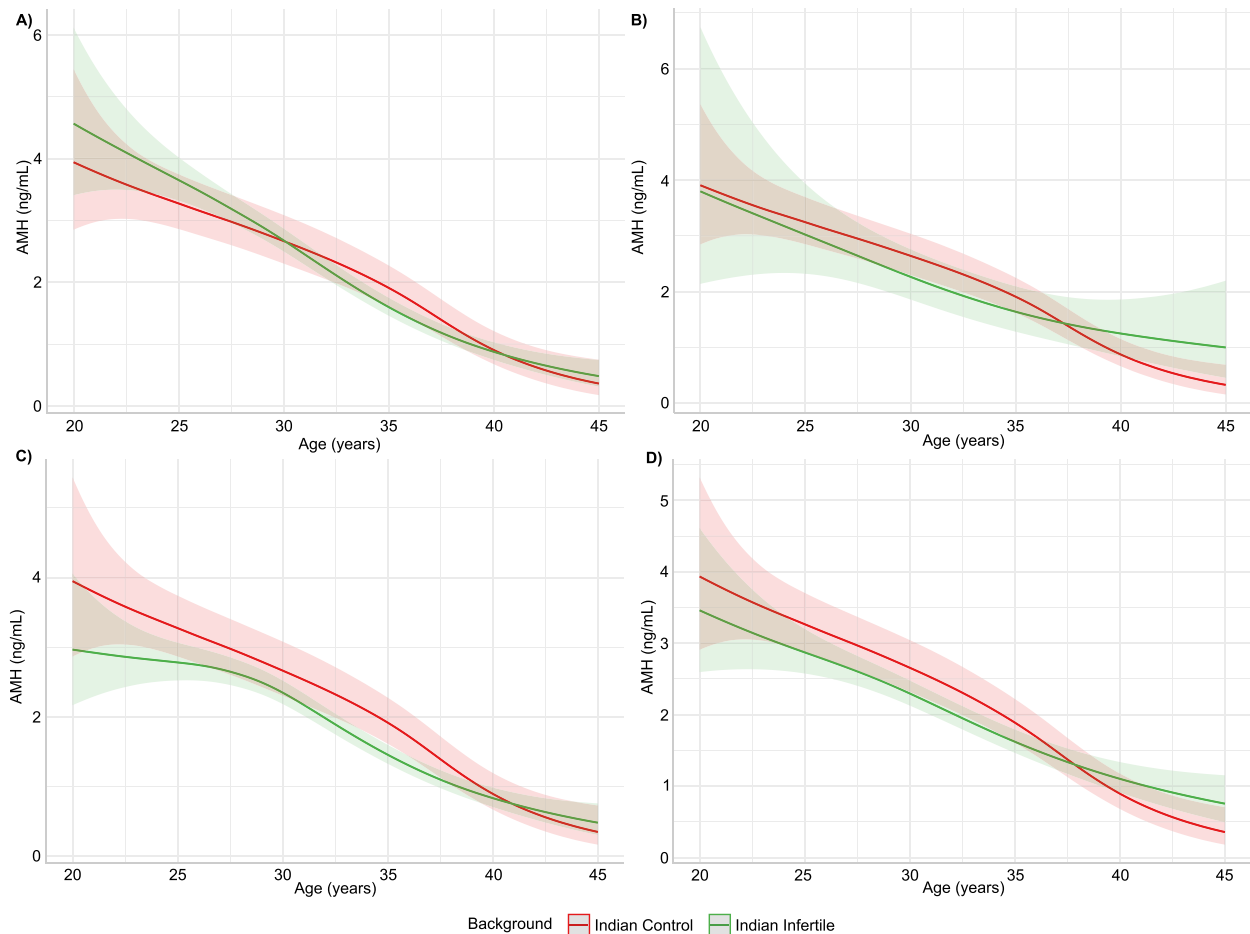 A)
6
4
2
0
AMH (ng/mL)
20 25 30 35 40 45
Age (years)
B)
6
4
2
0
AMH (ng/mL)
20 25 30 35 40 45
Age (years)
C)
4
2
0
AMH (ng/mL)
20 25 30 35 40 45
Age (years)
D)
5
4
3
2
1
0
AMH (ng/mL)
20 25 30 35 40 45
Age (years)
Background Indian Control Indian Infertile